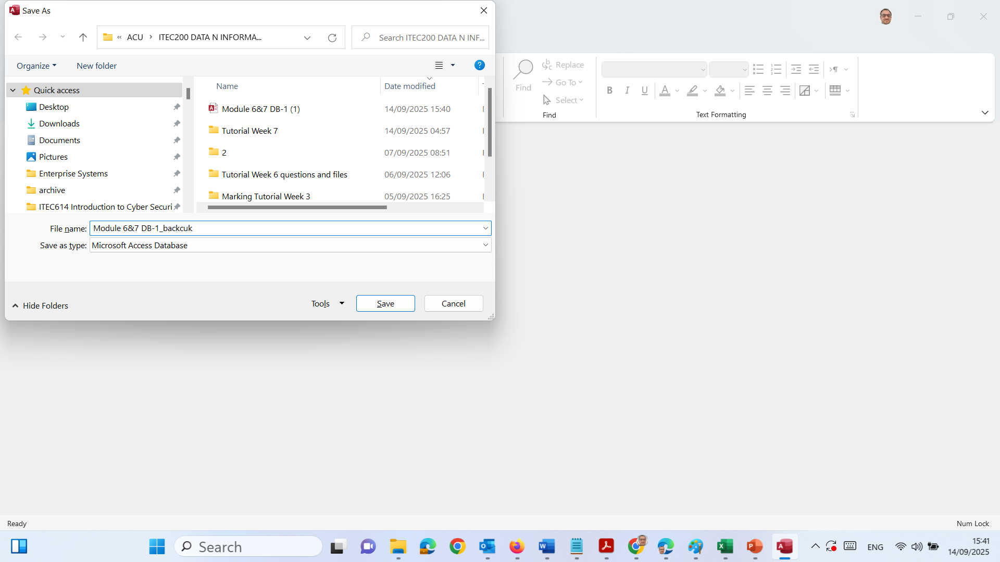 Save As
« ACU › ITEC200 DATA N INFORMA...
Search ITEC200 DATA N INF...
Organize
New folder
Quick access
Desktop
Downloads
Documents
Pictures
Enterprise Systems
archive
ITEC614 Introduction to Cyber Securi
Name Date modified
Module 6&7 DB-1 (1) 14/09/2025 15:40
Tutorial Week 7 14/09/2025 04:57
2 07/09/2025 08:51
Tutorial Week 6 questions and files 06/09/2025 12:06
Marking Tutorial Week 3 05/09/2025 16:25
File name: Module 6&7 DB-1_backcuk
Save as type: Microsoft Access Database
Hide Folders
Tools
Save
Cancel
Find
Replace
Go To
Select
Find
B I U A
Text Formatting
Ready
Num Lock
Search
ENG
15:41
14/09/2025